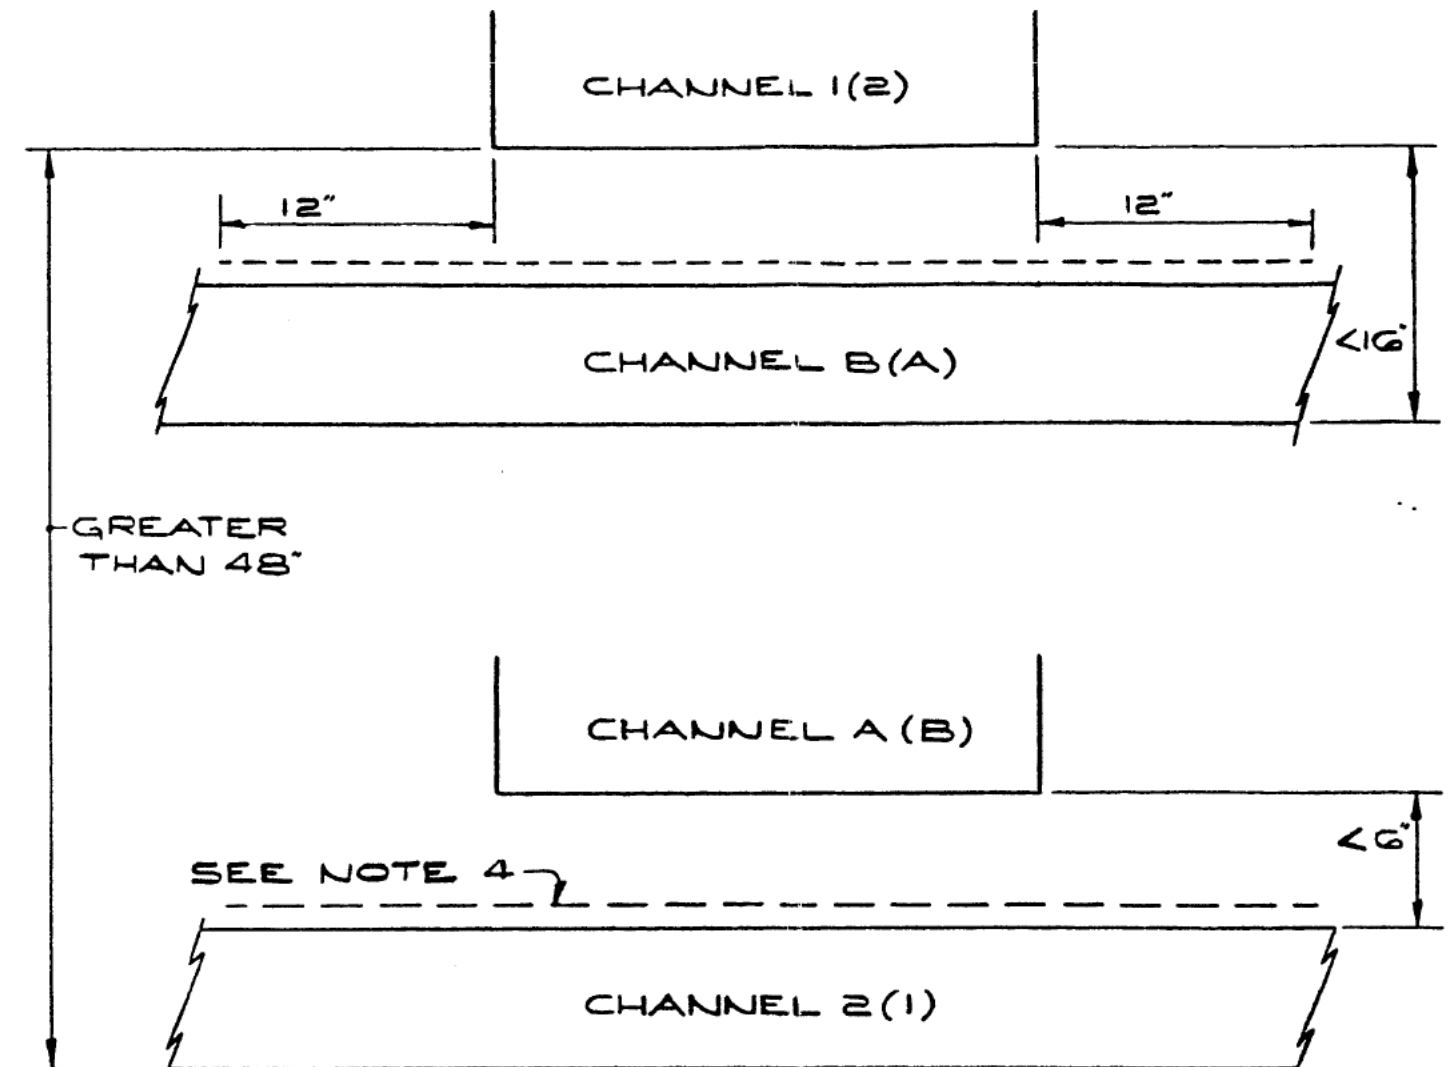 CHANNEL 1(2)
12"
12"
CHANNEL B(A)
<16"
GREATER
THAN 48"
CHANNEL A (B)
<6"
SEE NOTE 4
CHANNEL 2(1)